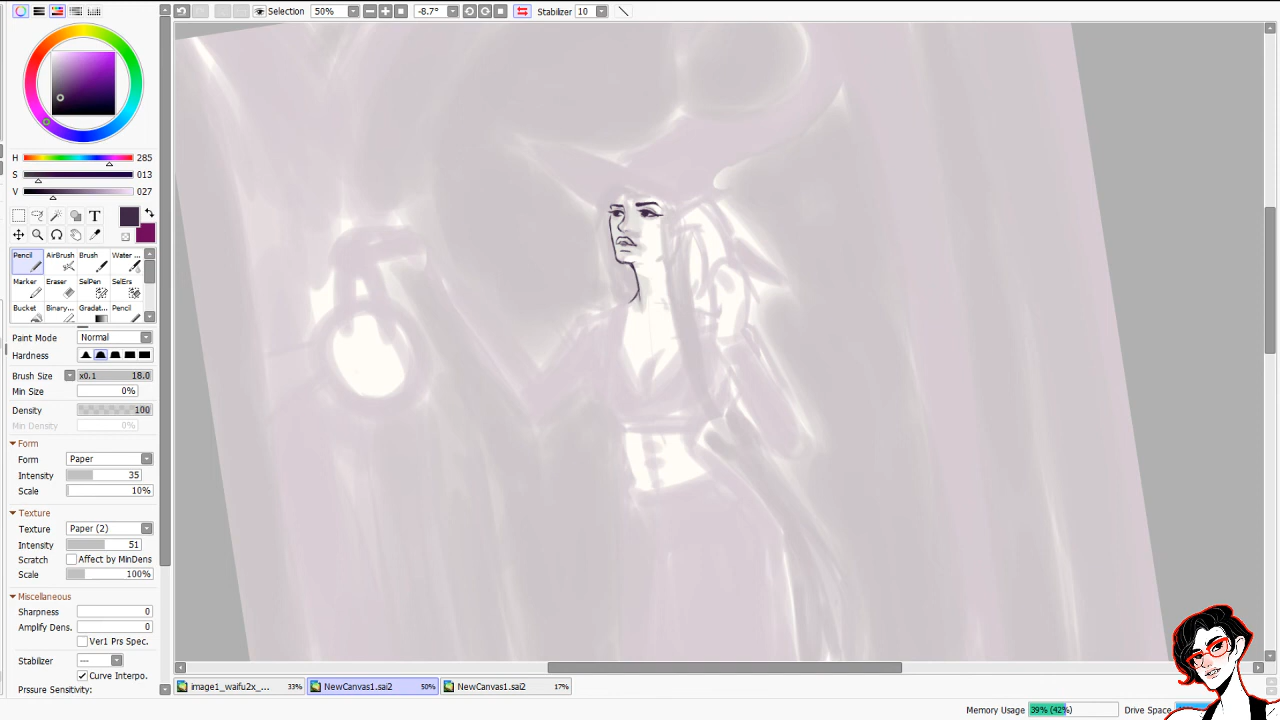 Selection 50% -8.7° Stabilizer 10
H 285
S 013
V 027
T
Pencil AirBrush Brush Water ...
Marker Eraser SelPen SelErs
Bucket Binary... Gradat... Pencil
Paint Mode Normal
Hardness
Brush Size x0.1 18.0
Min Size 0%
Density 100
Min Density 0%
Form
Form Paper
Intensity 35
Scale 10%
Texture
Texture Paper (2)
Intensity 51
Scratch Affect by MinDens
Scale 100%
Miscellaneous
Sharpness 0
Amplify Dens. 0
Ver1 Prs Spec.
Stabilizer ---
Curve Interpo.
Prssure Sensitivity:
image1_waifu2x_... 33% NewCanvas1.sai2 50% NewCanvas1.sai2 17%
Memory Usage 39% (42%) Drive Space